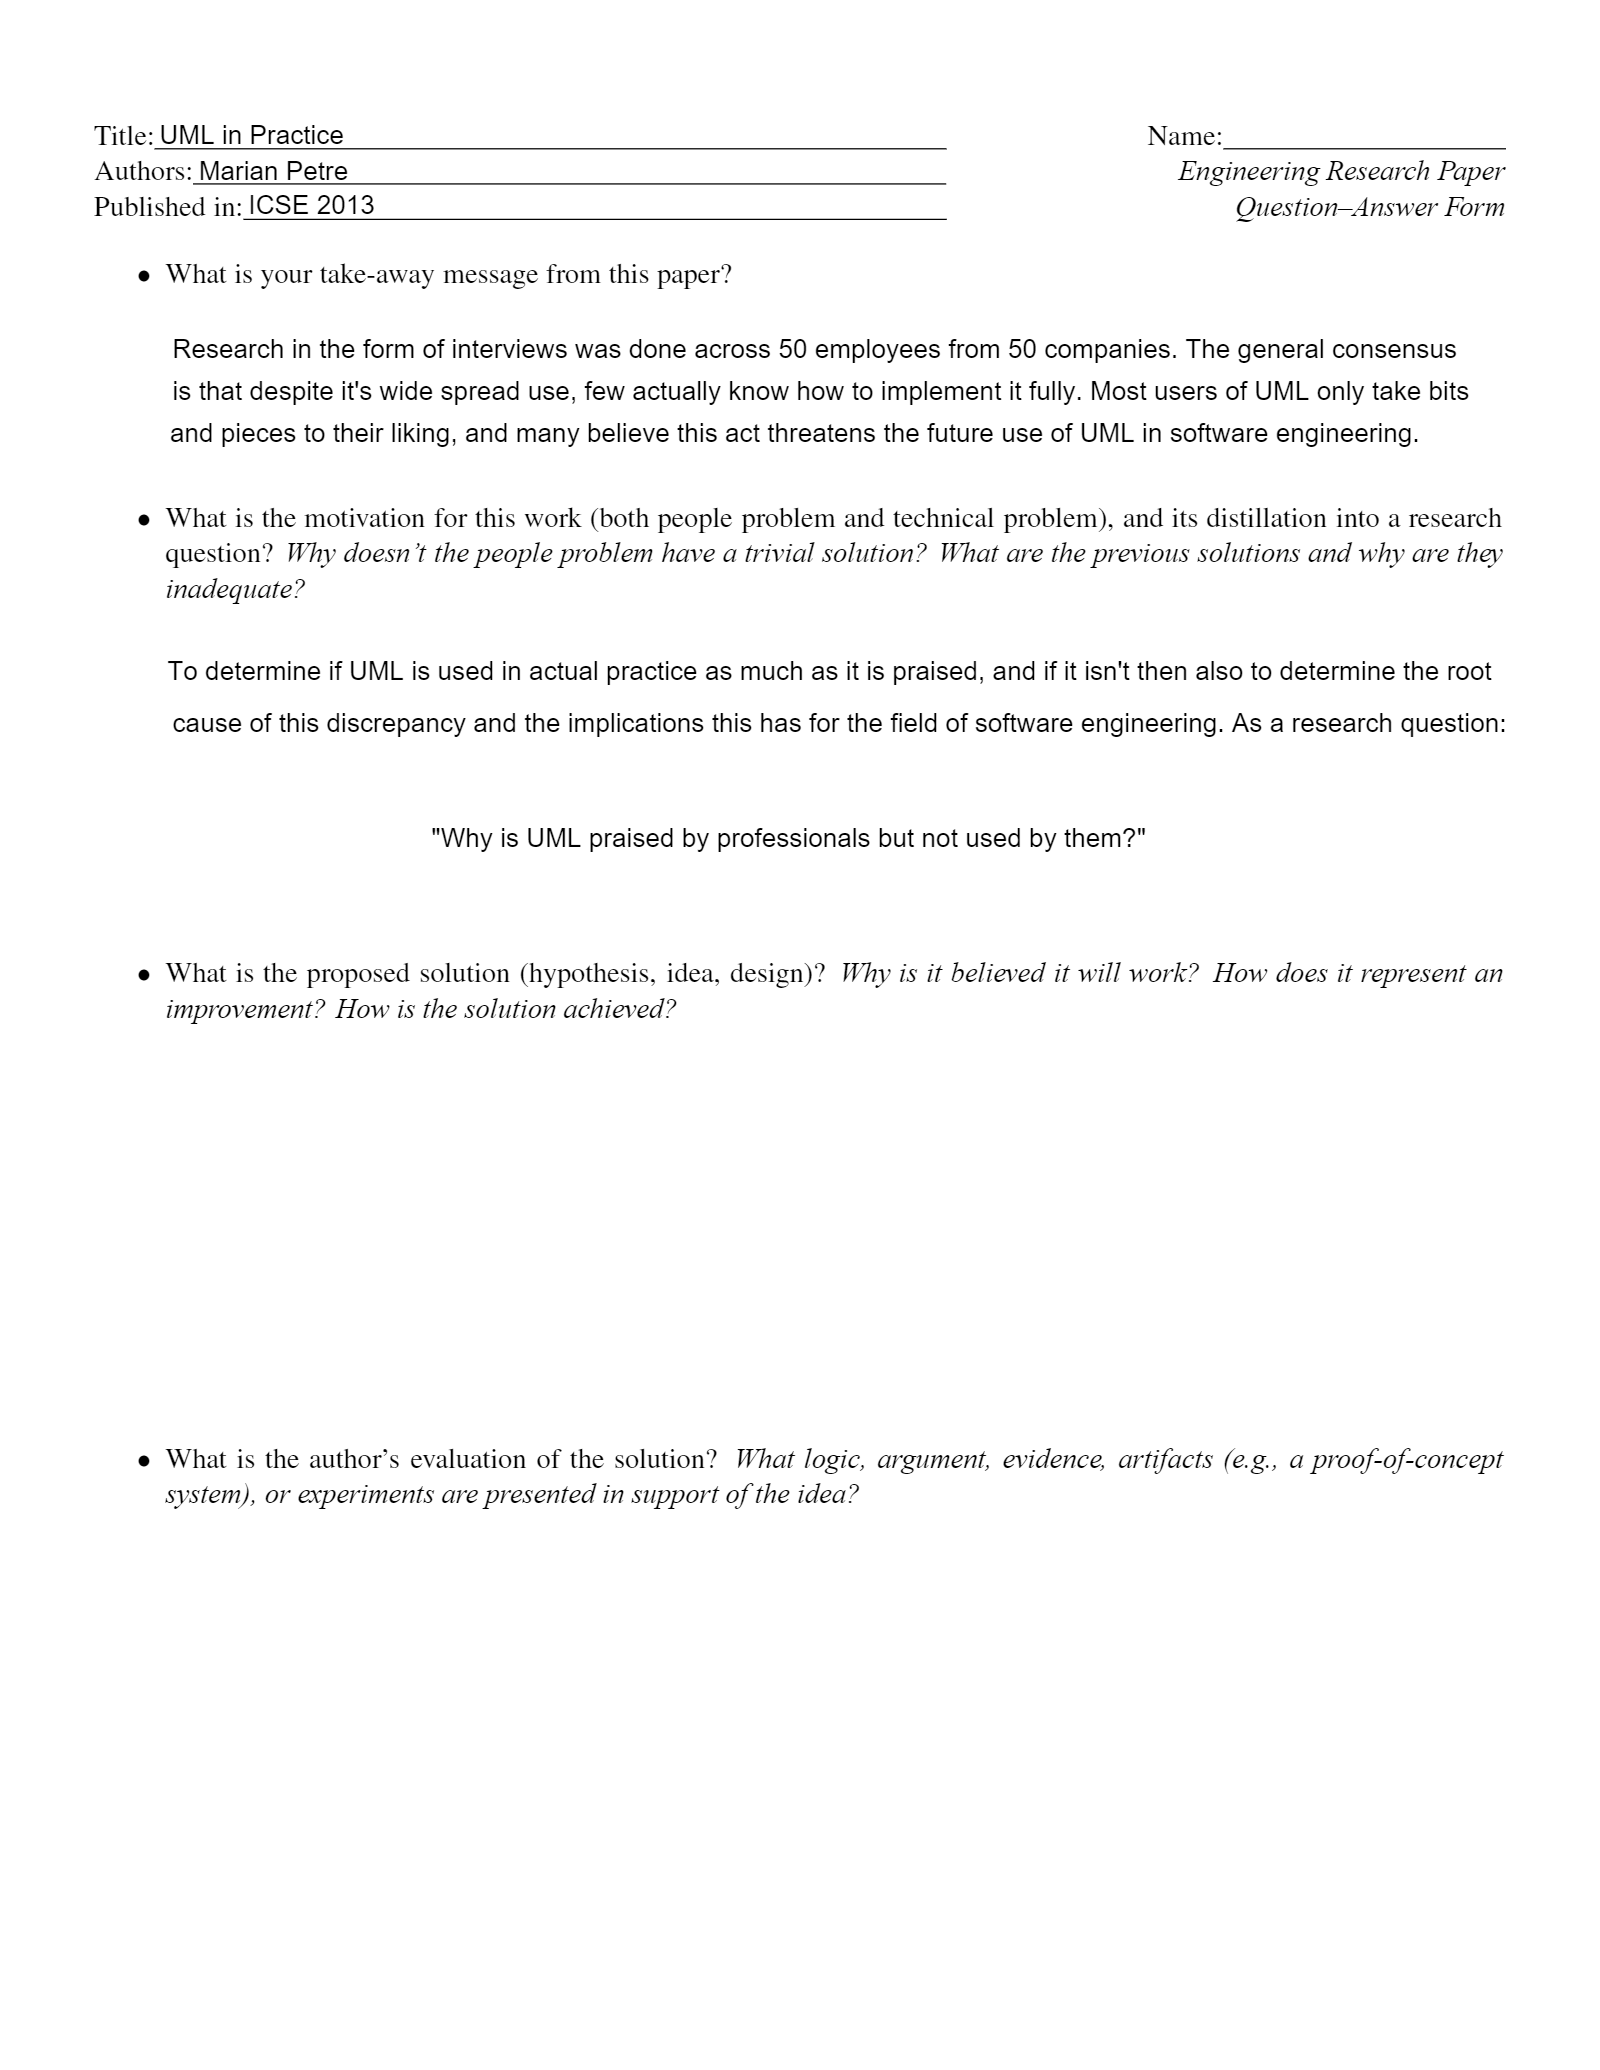 Title: UML in Practice
Name:
Authors: Marian Petre
Engineering Research Paper
Published in: ICSE 2013
Question–Answer Form
• What is your take-away message from this paper?
Research in the form of interviews was done across 50 employees from 50 companies. The general consensus
is that despite it's wide spread use, few actually know how to implement it fully. Most users of UML only take bits
and pieces to their liking, and many believe this act threatens the future use of UML in software engineering.
• What is the motivation for this work (both people problem and technical problem), and its distillation into a research
question? Why doesn't the people problem have a trivial solution? What are the previous solutions and why are they
inadequate?
To determine if UML is used in actual practice as much as it is praised, and if it isn't then also to determine the root
cause of this discrepancy and the implications this has for the field of software engineering. As a research question:
"Why is UML praised by professionals but not used by them?"
• What is the proposed solution (hypothesis, idea, design)? Why is it believed it will work? How does it represent an
improvement? How is the solution achieved?
• What is the author's evaluation of the solution? What logic, argument, evidence, artifacts (e.g., a proof-of-concept
system), or experiments are presented in support of the idea?